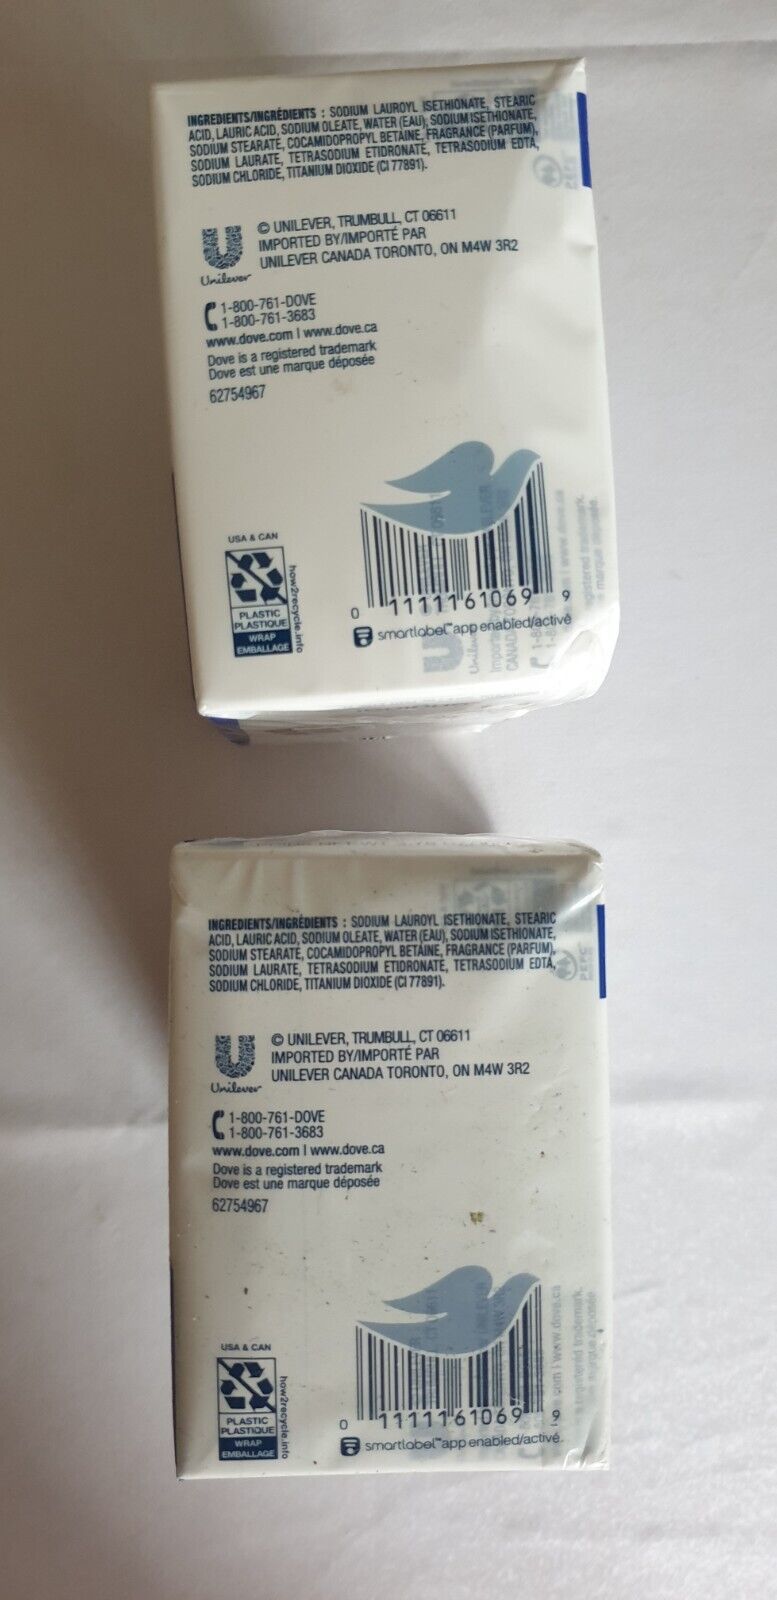 INGREDIENTS/INGRÉDIENTS : SODIUM LAUROYL ISETHIONATE, STEARIC
ACID, LAURIC ACID, SODIUM OLEATE, WATER (EAU), SODIUM ISETHIONATE,
SODIUM STEARATE, COCAMIDOPROPYL BETAINE, FRAGRANCE (PARFUM),
SODIUM LAURATE, TETRASODIUM ETIDRONATE, TETRASODIUM EDTA,
SODIUM CHLORIDE, TITANIUM DIOXIDE (CI 77891).
© UNILEVER, TRUMBULL, CT 06611
IMPORTED BY/IMPORTÉ PAR
UNILEVER CANADA TORONTO, ON M4W 3R2
Unilever
1-800-761-DOVE
1-800-761-3683
www.dove.com | www.dove.ca
Dove is a registered trademark
Dove est une marque déposée
62754967
USA & CAN
PLASTIC
PLASTIQUE
WRAP
EMBALLAGE
how2recycle.info
0 11111 61069 9
smartlabel™ app enabled/activé
INGREDIENTS/INGRÉDIENTS : SODIUM LAUROYL ISETHIONATE, STEARIC
ACID, LAURIC ACID, SODIUM OLEATE, WATER (EAU), SODIUM ISETHIONATE,
SODIUM STEARATE, COCAMIDOPROPYL BETAINE, FRAGRANCE (PARFUM),
SODIUM LAURATE, TETRASODIUM ETIDRONATE, TETRASODIUM EDTA,
SODIUM CHLORIDE, TITANIUM DIOXIDE (CI 77891).
© UNILEVER, TRUMBULL, CT 06611
IMPORTED BY/IMPORTÉ PAR
UNILEVER CANADA TORONTO, ON M4W 3R2
Unilever
1-800-761-DOVE
1-800-761-3683
www.dove.com | www.dove.ca
Dove is a registered trademark
Dove est une marque déposée
62754967
USA & CAN
PLASTIC
PLASTIQUE
WRAP
EMBALLAGE
how2recycle.info
0 11111 61069 9
smartlabel™ app enabled/activé